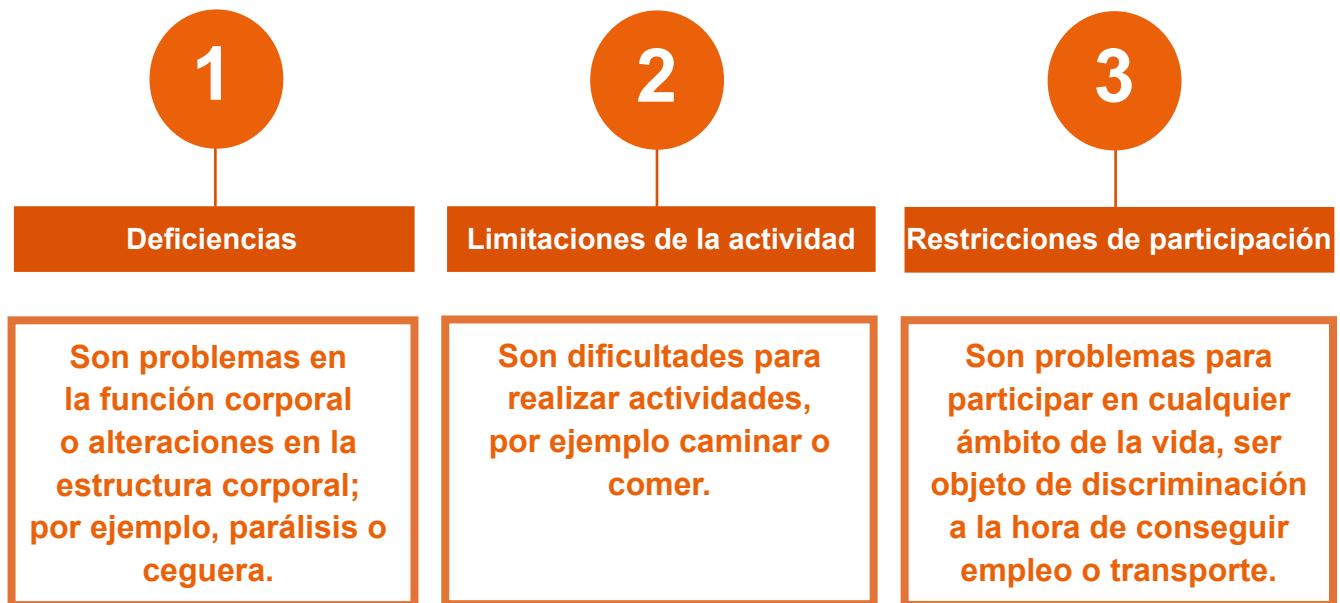 1
Deficiencias
Son problemas en
la función corporal
o alteraciones en la
estructura corporal;
por ejemplo, parálisis o
ceguera.
2
Limitaciones de la actividad
Son dificultades para
realizar actividades,
por ejemplo caminar o
comer.
3
Restricciones de participación
Son problemas para
participar en cualquier
ámbito de la vida, ser
objeto de discriminación
a la hora de conseguir
empleo o transporte.